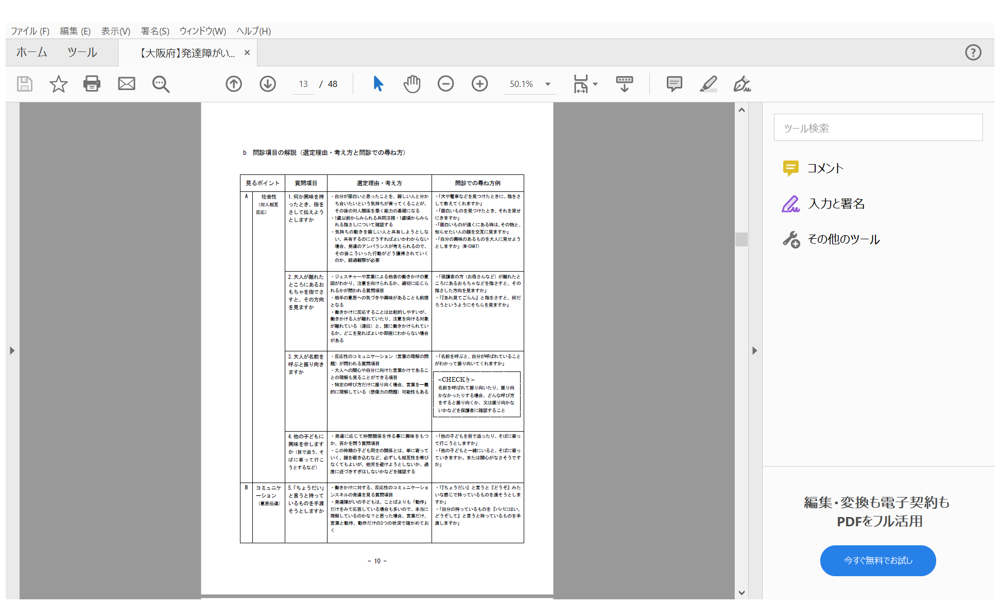 ファイル (F) 編集 (E) 表示(V) 署名(S) ウィンドウ(W) ヘルプ(H)
ホーム ツール 【大阪府】発達障がい... ×
13 / 48 50.1%
b 問診項目の解説（選定理由・考え方と問診での尋ね方）
見るポイント 質問項目 選定理由・考え方 問診での尋ね方例
A
社会性
（対人相互
反応）
1.何か興味を持
ったとき、指を
さして伝えよう
としますか
・自分が面白いと思ったことを、親しい人と分か
ち合いたいという気持ちが育ってくることが、
その後の対人関係を築く能力の基礎になる
・1歳以前からみられる共同注視・1歳頃からみら
れる指さしについて確認する
・気持ちの動きを親しい人と共有しようとしな
い、共有するのにどうすればよいかわからない
場合、発達のアンバランスが考えられるので、
その後こういった行動がどう獲得されていく
のか、経過観察が必要
・「犬や電車などを見つけたときに、指をさ
して教えてくれますか」
・「面白いものを見つけたとき、それを見せ
にきますか」
・「面白いものが遠くにある時は、その物と、
知らせたい人の顔を交互に見ますか」
・「自分の興味のあるものを大人に見せよう
としますか」(M-CHAT)
2.大人が離れた
ところにあるお
もちゃを指でさ
すと、その方向
を見ますか
・ジェスチャーや言葉による他者の働きかけの意
図がわかり、注意を向けられるか、適切に応じら
れるかが問われる質問項目
・相手の意思への気づきや興味があることも前提
となる
・働きかけに反応することは比較的しやすいが、
働きかける人が離れていたり、注意を向ける対象
が離れている（遠位）と、誰に働きかけられてい
るか、どこを見ればよいか即座にわからない場合
がある
・「保護者の方（お母さんなど）が離れたと
ころにあるおもちゃなどを指さすと、その
指さした方向を見ますか」
・「『あれ見てごらん』と指をさすと、何だ
ろうというようにそちらを見ますか」
3.大人が名前を
呼ぶと振り向き
ますか
・反応性のコミュニケーション（言葉の理解の問
題）が問われる質問項目
・大人への関心や自分に向けた言葉かけであるこ
との理解も見ることができる項目
・特定の呼び方だけに振り向く場合、言葉を一義
的に理解している（想像力の問題）可能性もある
・「名前を呼ぶと、自分が呼ばれていること
がわかって振り向いてくれますか」
<CHECK☝>
名前を呼ばれて振り向いたり、振り向
かなかったりする場合、どんな呼び方
をすると振り向くか、又は振り向かな
いかなどを保護者に確認すること
4.他の子どもに
興味を示します
か（目で追う、そ
ばに寄って行こ
うとするなど）
・発達に応じて仲間関係を作る事に興味をもつ
か、否かを問う質問項目
・この時期の子ども同士の関係とは、単に寄って
いく、顔を覗き込むなど、必ずしも相互性を帯び
なくてもよいが、他児を避けようとしないか、過
度に近づきすぎはしないかなどを確認する
・「他の子どもを目で追ったり、そばに寄っ
て行こうとしますか」
・「他の子どもと一緒にいると、そばに寄っ
ていきますか。または関心がなさそうです
か」
B
コミュニケ
ーション
（意思伝達）
5.「ちょうだい」
と言うと持って
いるものを手渡
そうとしますか
・働きかけに対する、反応性のコミュニケーショ
ンスキルの発達を見る質問項目
・発達障がいの子どもは、ことばよりも「動作」
だけをみて応答している場合も多いので、本当に
理解しているのかな？と思った場合、言葉だけ、
言葉と動作、動作だけの3つの状況で確かめてお
く
・「『ちょうだい』と言うと『どうぞ』みた
いな感じで持っているものを渡そうとしま
すか」
・「自分の持っているものを『パパにはい、
どうぞして』と言うと持っているものを手
渡しますか」
- 10 -
ツール検索
コメント
入力と署名
その他のツール
編集・変換も電子契約も
PDFをフル活用
今すぐ無料でお試し